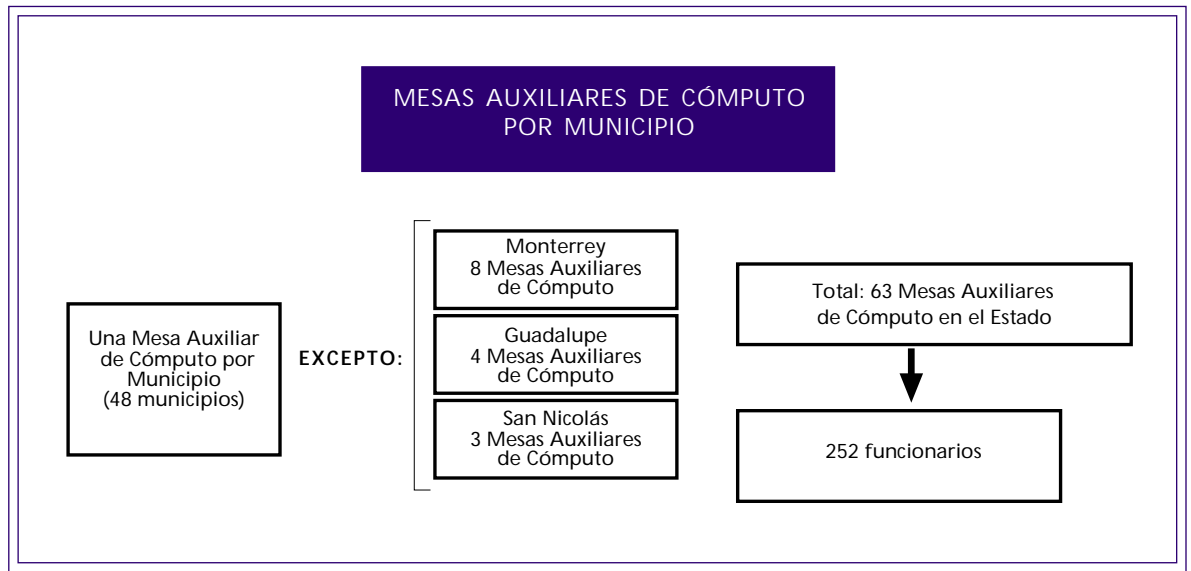 MESAS AUXILIARES DE CÓMPUTO
POR MUNICIPIO
Una Mesa Auxiliar
de Cómputo por
Municipio
(48 municipios)
EXCEPTO:
Monterrey
8 Mesas Auxiliares
de Cómputo
Guadalupe
4 Mesas Auxiliares
de Cómputo
San Nicolás
3 Mesas Auxiliares
de Cómputo
Total: 63 Mesas Auxiliares
de Cómputo en el Estado
252 funcionarios